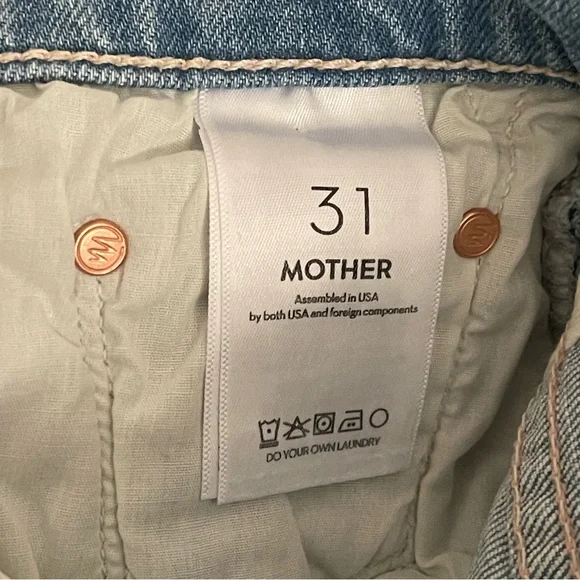 31
MOTHER
Assembled in USA
by both USA and foreign components
DO YOUR OWN LAUNDRY